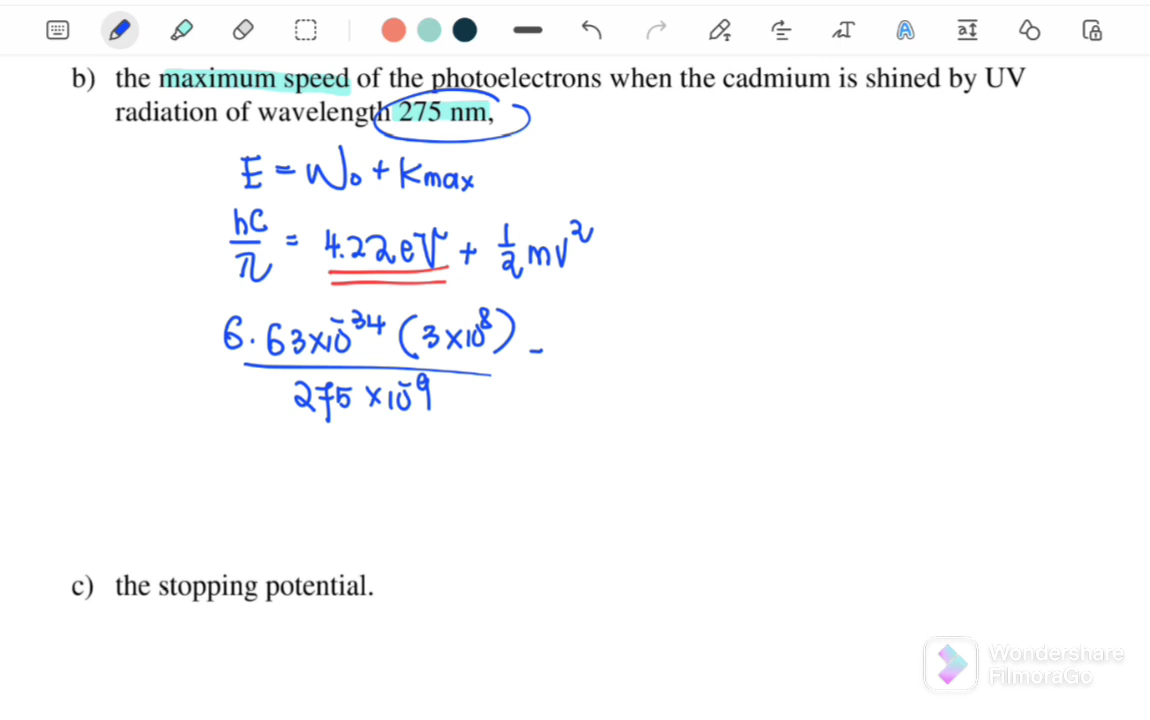 b) the maximum speed of the photoelectrons when the cadmium is shined by UV
radiation of wavelength 275 nm,
E = W₀ + Kmax
hc/λ = 4.22eV + ½mv²
6.63×10⁻³⁴ (3×10⁸) / 275×10⁻⁹ =
c) the stopping potential.
Wondershare
FilmoraGo